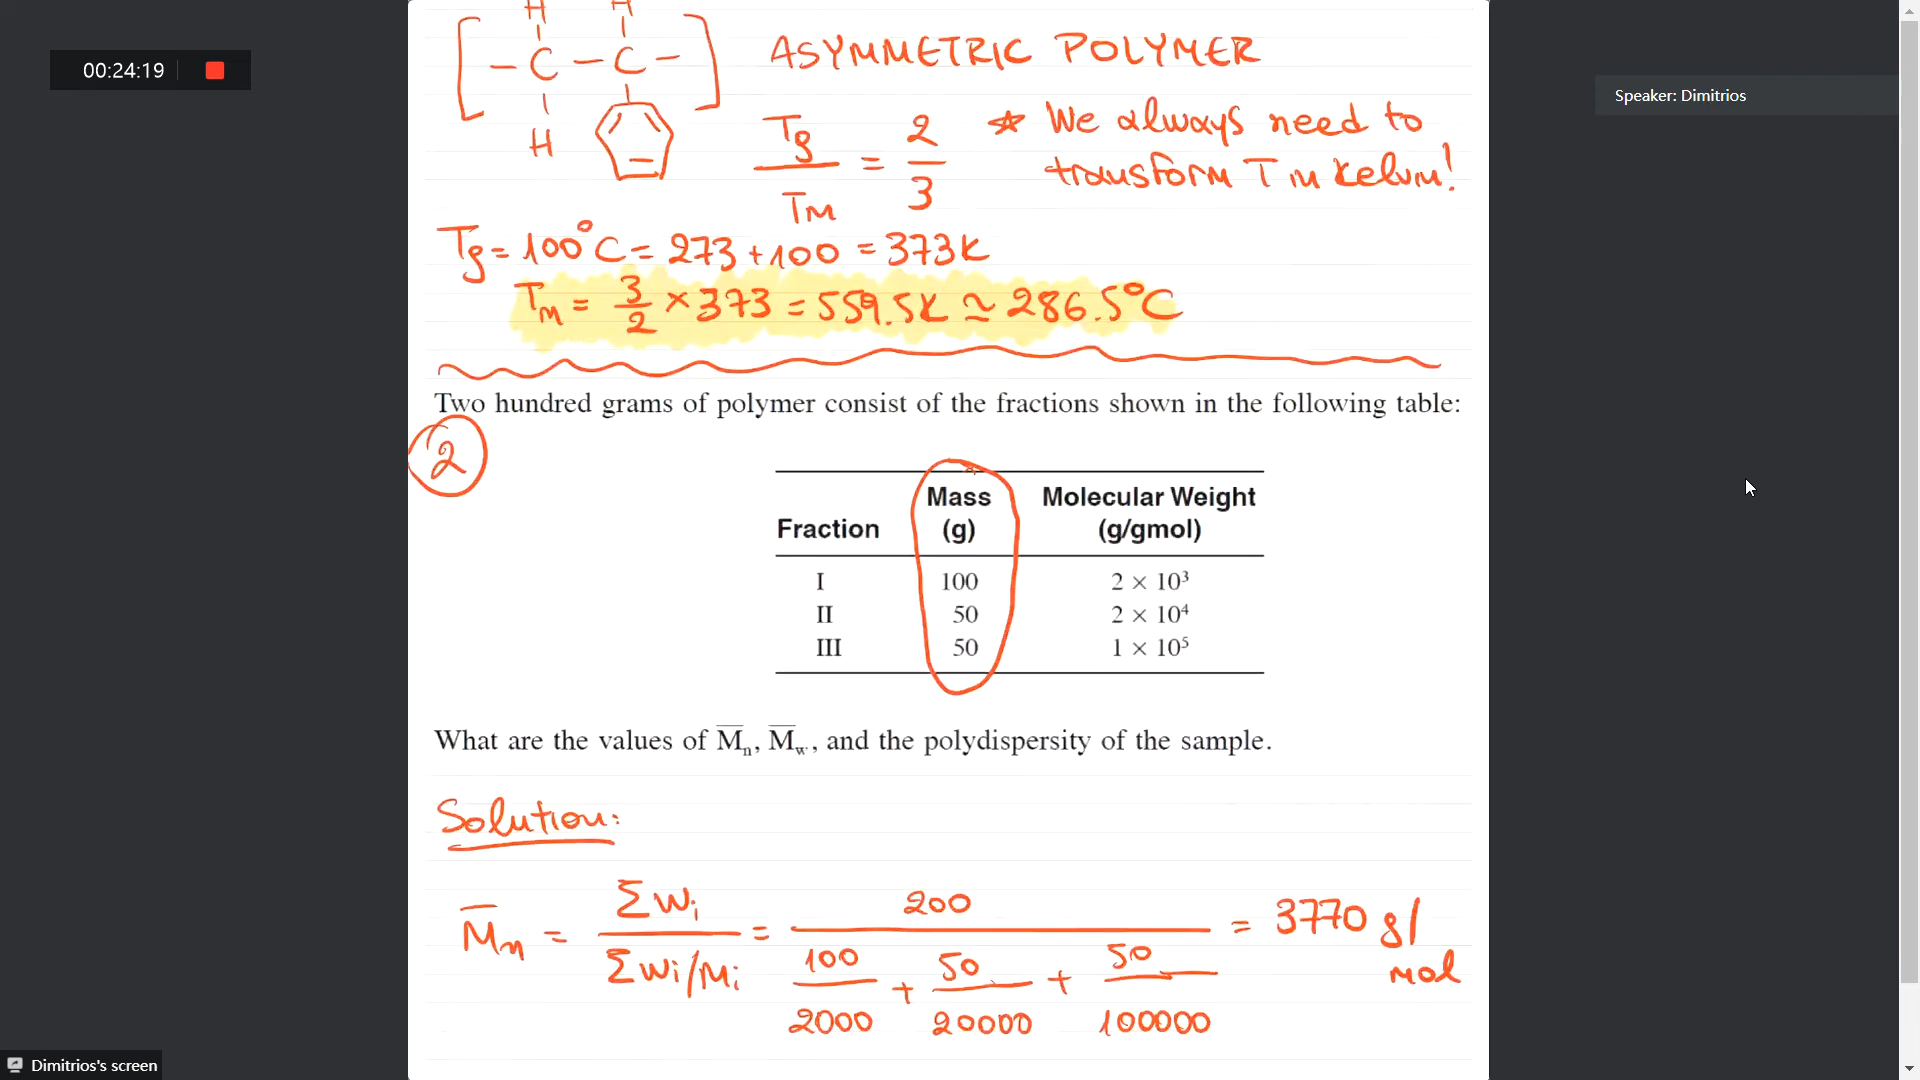 00:24:19
Speaker: Dimitrios
H H
[ - C - C - ] ASYMMETRIC POLYMER
H
Tg / TM = 2 / 3
* We always need to
transform T in Kelvin!
Tg = 100°C = 273 + 100 = 373K
Tm = 3/2 × 373 = 559.5K ≃ 286.5°C
Two hundred grams of polymer consist of the fractions shown in the following table:
2
Fraction Mass (g) Molecular Weight (g/gmol)
I 100 2 × 10³
II 50 2 × 10⁴
III 50 1 × 10⁵
What are the values of M̅n, M̅w, and the polydispersity of the sample.
Solution:
M̅n = ΣWi / ΣWi/Mi = 200 / (100/2000 + 50/20000 + 50/100000) = 3770 g/mol
Dimitrios's screen